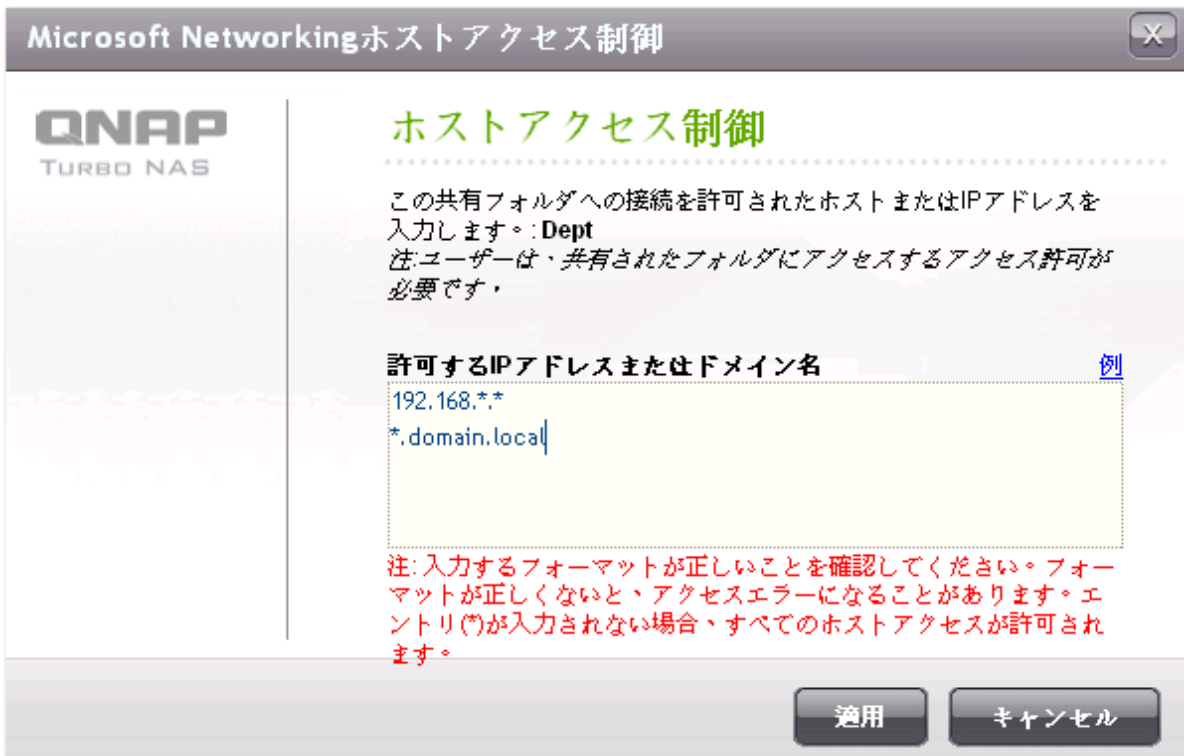 Microsoft Networkingホストアクセス制御
X
QNAP
TURBO NAS
ホストアクセス制御
この共有フォルダへの接続を許可されたホストまたはIPアドレスを
入力します。: Dept
注:ユーザーは、共有されたフォルダにアクセスするアクセス許可が
必要です，
許可するIPアドレスまたはドメイン名
例
192.168.*.*
*.domain.local
注: 入力するフォーマットが正しいことを確認してください。フォー
マットが正しくないと、アクセスエラーになることがあります。エ
ントリ(*)が入力されない場合、すべてのホストアクセスが許可され
ます。
適用
キャンセル